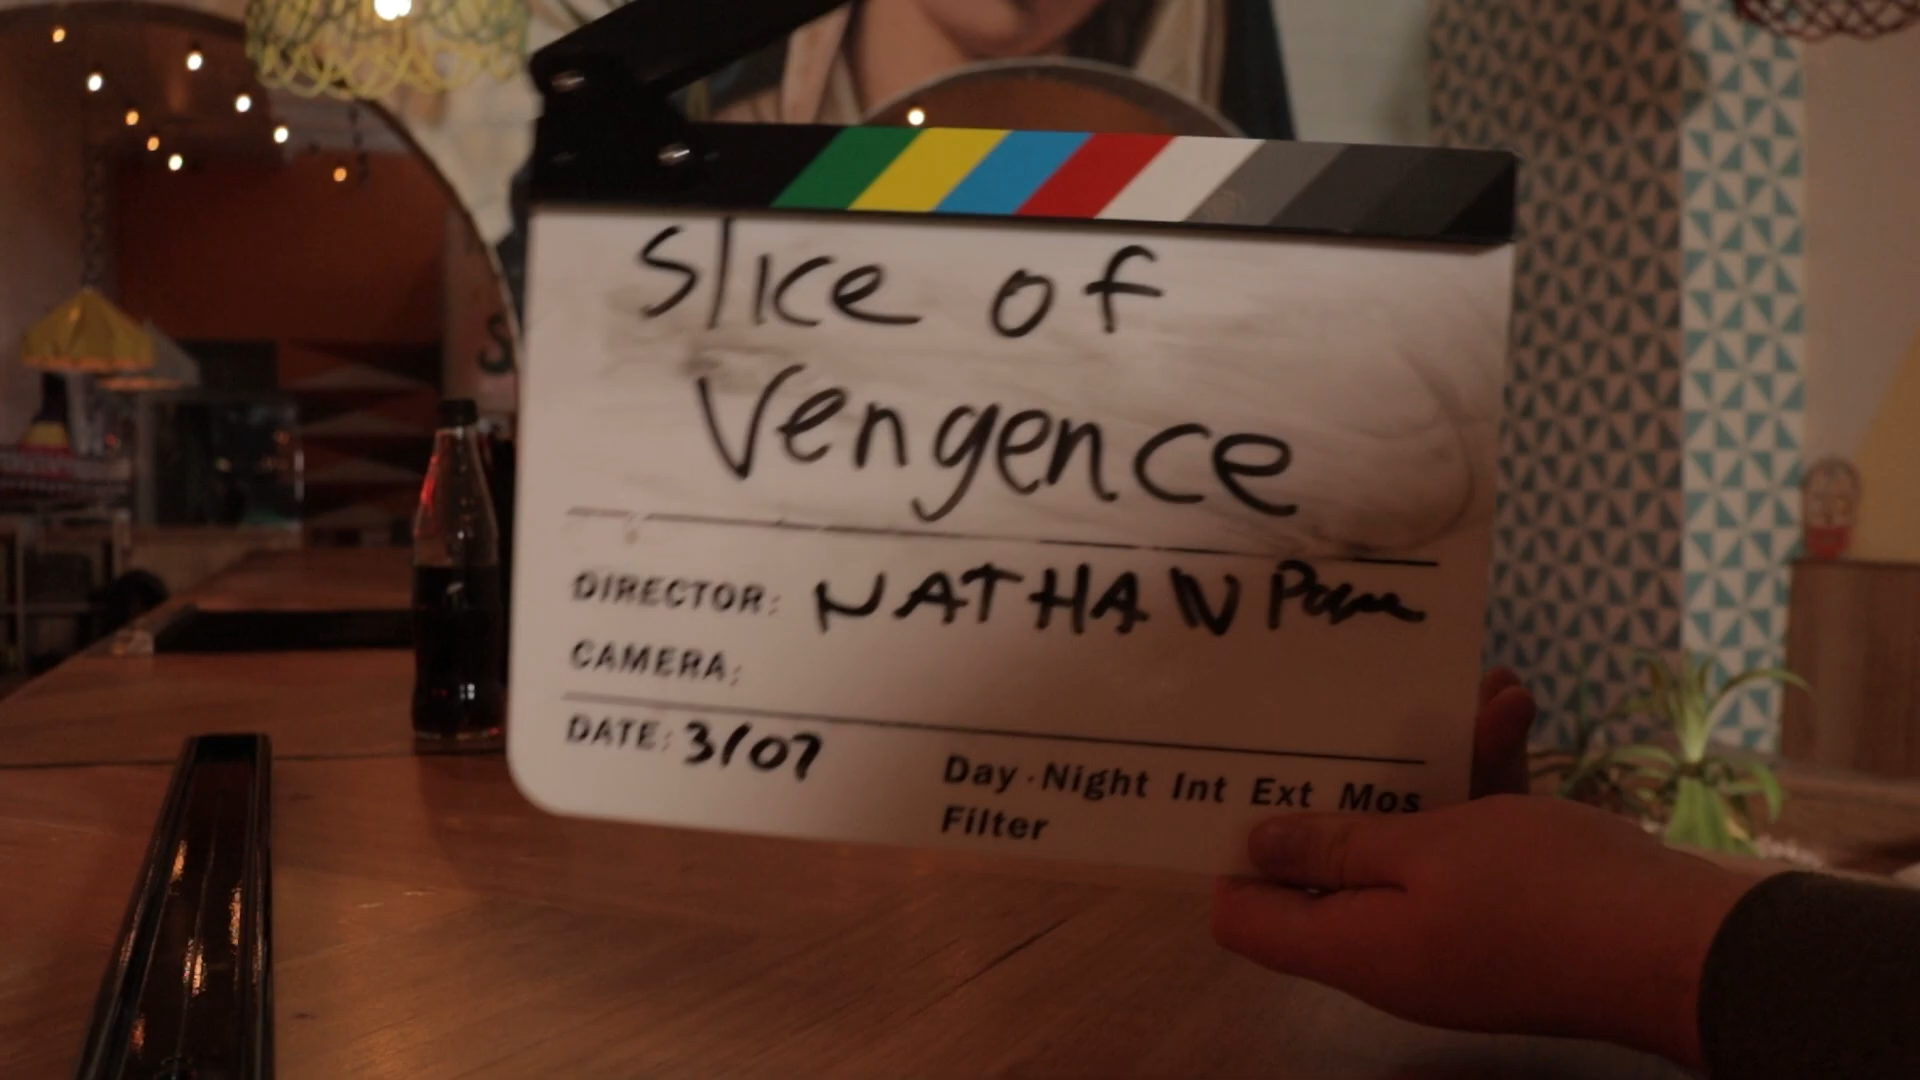 Slice of
Vengence
DIRECTOR: NATHAN
CAMERA:
DATE: 3/07
Day·Night Int Ext Mos
Filter